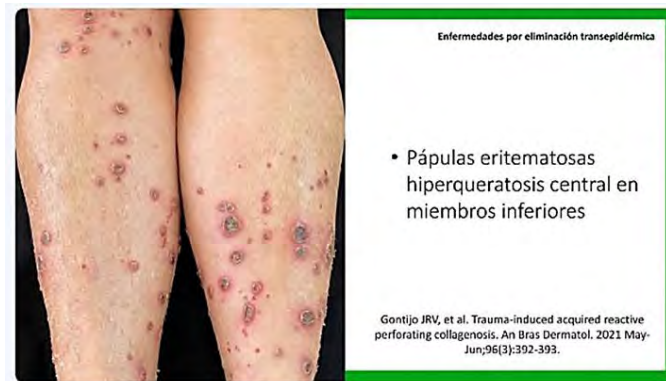 Enfermedades por eliminación transepidérmica
• Pápulas eritematosas
hiperqueratosis central en
miembros inferiores
Gontijo JRV, et al. Trauma-induced acquired reactive
perforating collagenosis. An Bras Dermatol. 2021 May-
Jun;96(3):392-393.